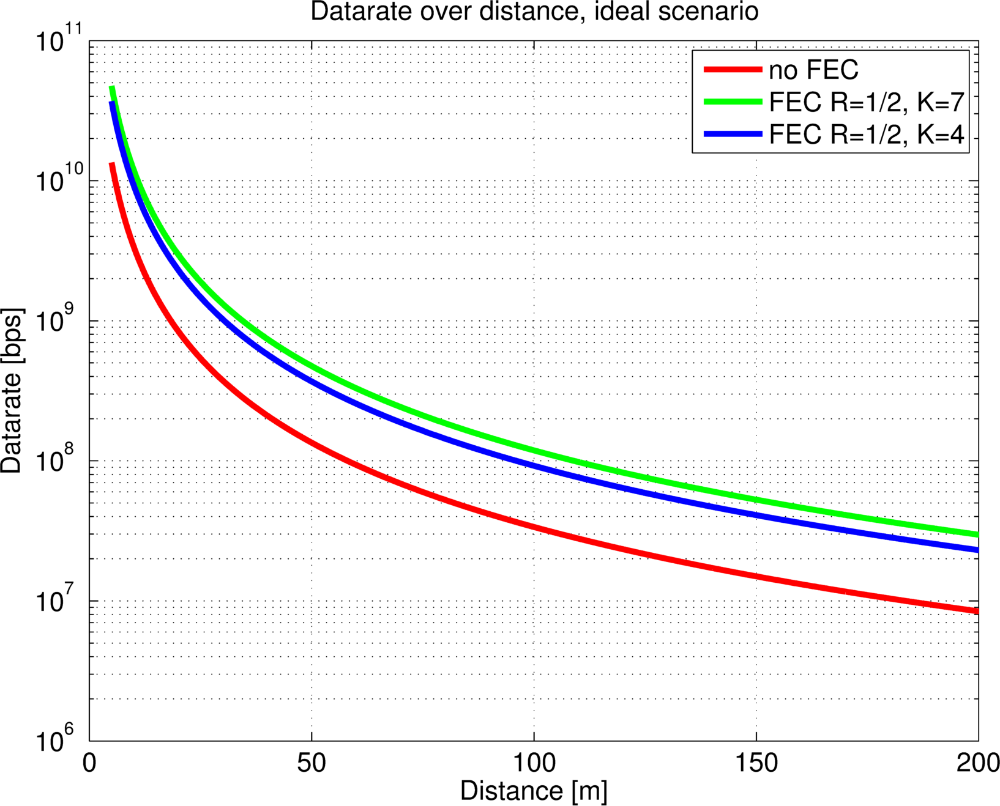 Datarate over distance, ideal scenario
10^11
10^10
10^9
10^8
10^7
10^6
Datarate [bps]
no FEC
FEC R=1/2, K=7
FEC R=1/2, K=4
0 50 100 150 200
Distance [m]